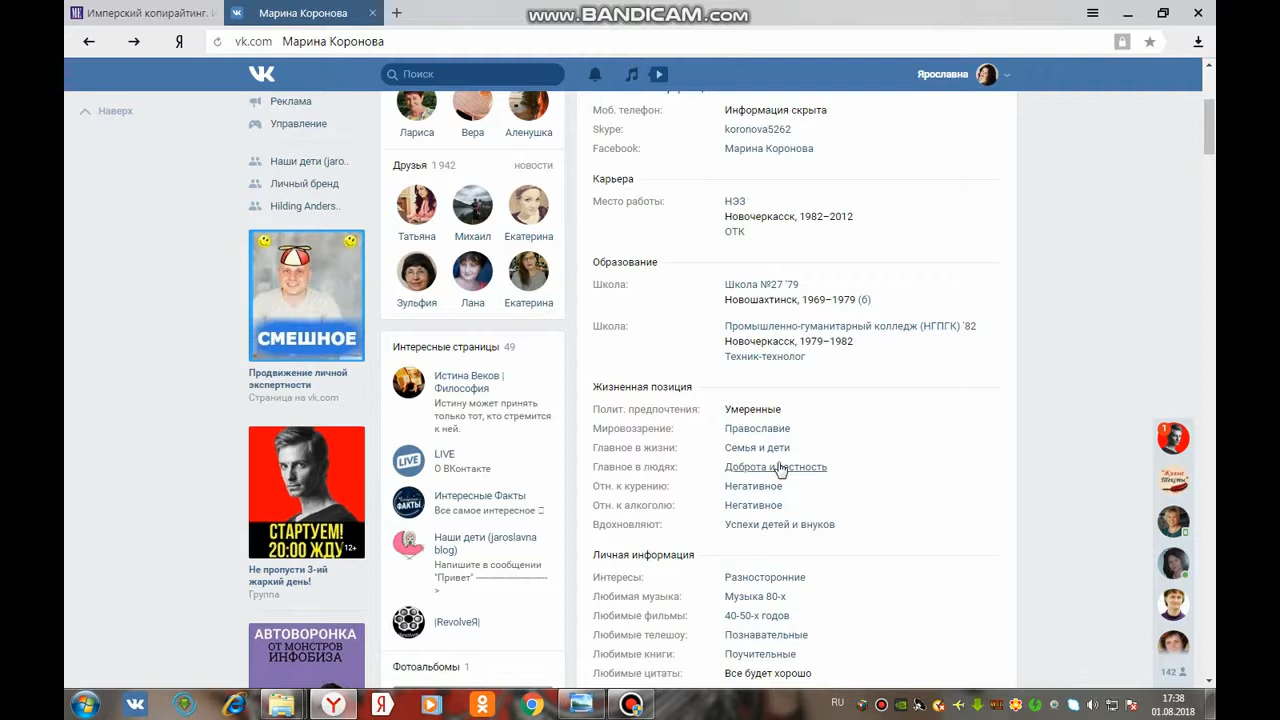 www.BANDICAM.com
Имперский копирайтинг. И
Марина Коронова
vk.com Марина Коронова
Поиск
Ярославна
Наверх
Реклама
Управление
Наши дети (jaro..
Личный бренд
Hilding Anders..
СМЕШНОЕ
Продвижение личной
экспертности
Страница на vk.com
СТАРТУЕМ!
20:00 ЖДУ
12+
Не пропусти 3-ий
жаркий день!
Группа
АВТОВОРОНКА
ОТ МОНСТРОВ
ИНФОБИЗА
Лариса Вера Аленушка
Друзья 1 942 новости
Татьяна Михаил Екатерина
Зульфия Лана Екатерина
Интересные страницы 49
Истина Веков |
Философия
Истину может принять
только тот, кто стремится
к ней.
LIVE
LIVE
О ВКонтакте
ФАКТЫ
Интересные Факты
Все самое интересное
Наши дети (jaroslavna
blog)
Напишите в сообщении
"Привет" ----------------------
>
|RevolveЯ|
Фотоальбомы 1
Моб. телефон: Информация скрыта
Skype: koronova5262
Facebook: Марина Коронова
Карьера
Место работы: НЭЗ
Новочеркасск, 1982–2012
ОТК
Образование
Школа: Школа №27 '79
Новошахтинск, 1969–1979 (б)
Школа: Промышленно-гуманитарный колледж (НГПГК) '82
Новочеркасск, 1979–1982
Техник-технолог
Жизненная позиция
Полит. предпочтения: Умеренные
Мировоззрение: Православие
Главное в жизни: Семья и дети
Главное в людях: Доброта и честность
Отн. к курению: Негативное
Отн. к алкоголю: Негативное
Вдохновляют: Успехи детей и внуков
Личная информация
Интересы: Разносторонние
Любимая музыка: Музыка 80-х
Любимые фильмы: 40-50-х годов
Любимые телешоу: Познавательные
Любимые книги: Поучительные
Любимые цитаты: Все будет хорошо
1
142
RU
17:38
01.08.2018